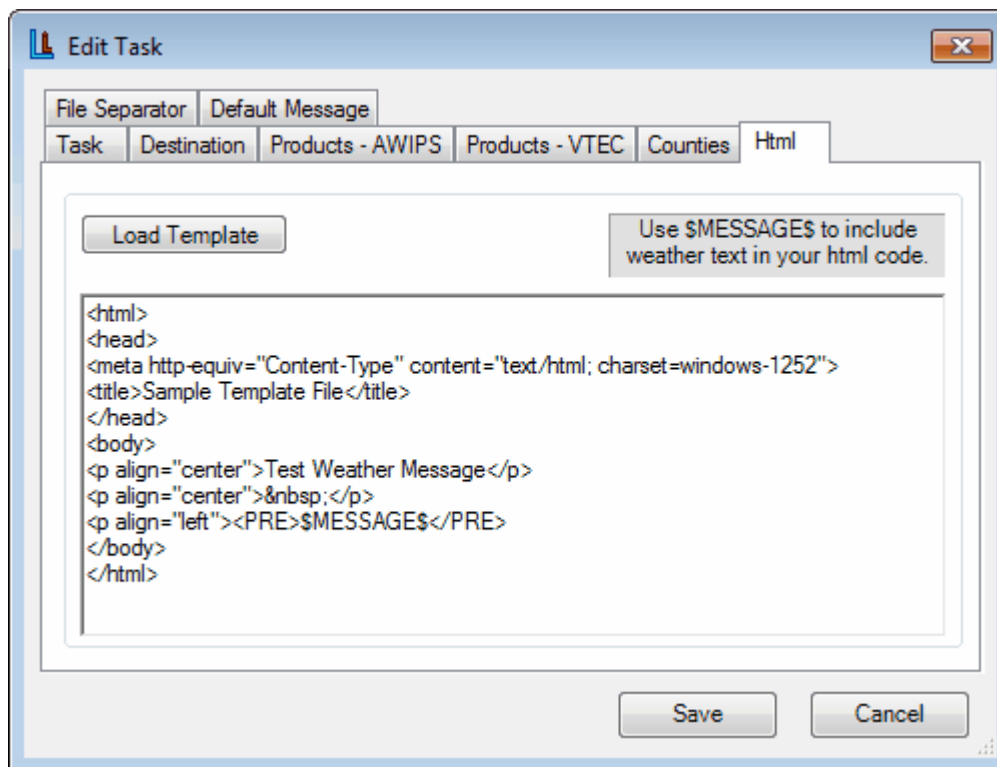 Edit Task
File Separator Default Message
Task Destination Products - AWIPS Products - VTEC Counties Html
Load Template
Use $MESSAGE$ to include
weather text in your html code.
<html>
<head>
<meta http-equiv="Content-Type" content="text/html; charset=windows-1252">
<title>Sample Template File</title>
</head>
<body>
<p align="center">Test Weather Message</p>
<p align="center">&nbsp;</p>
<p align="left"><PRE>$MESSAGE$</PRE>
</body>
</html>
Save Cancel